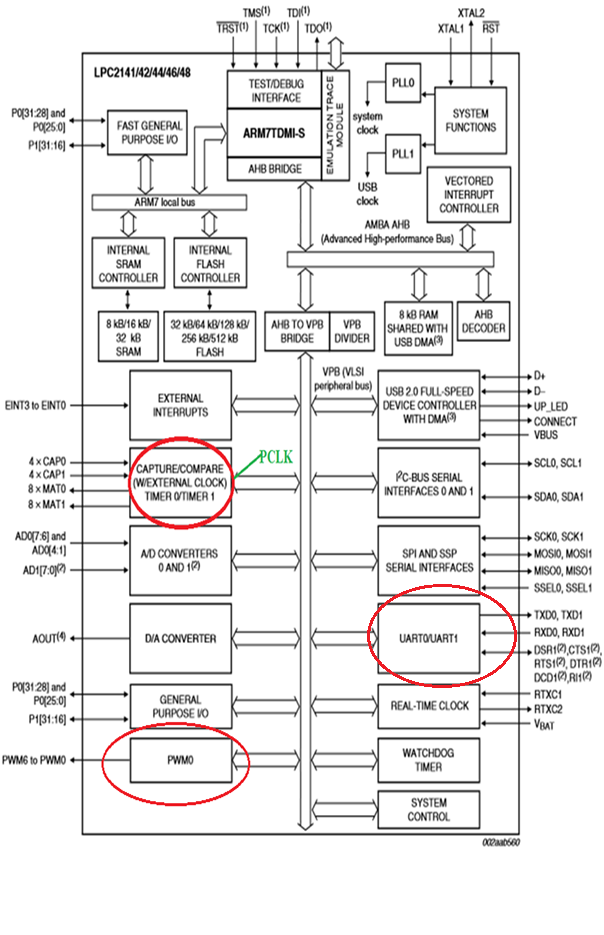 XTAL2
TMS(1) TDI(1)
TRST(1) TCK(1) TDO(1) XTAL1 RST
LPC2141/42/44/46/48
TEST/DEBUG
INTERFACE
ARM7TDMI-S
AHB BRIDGE
EMULATION TRACE
MODULE
PLL0
system
clock
PLL1
USB
clock
SYSTEM
FUNCTIONS
VECTORED
INTERRUPT
CONTROLLER
P0[31:28] and
P0[25:0]
P1[31:16]
FAST GENERAL
PURPOSE I/O
ARM7 local bus
AMBA AHB
(Advanced High-performance Bus)
INTERNAL
SRAM
CONTROLLER
INTERNAL
FLASH
CONTROLLER
8 kB/16 kB/
32 kB
SRAM
32 kB/64 kB/128 kB/
256 kB/512 kB
FLASH
AHB TO VPB
BRIDGE
VPB
DIVIDER
8 kB RAM
SHARED WITH
USB DMA(3)
AHB
DECODER
VPB (VLSI
peripheral bus)
EINT3 to EINT0
EXTERNAL
INTERRUPTS
USB 2.0 FULL-SPEED
DEVICE CONTROLLER
WITH DMA(3)
D+
D−
UP_LED
CONNECT
VBUS
4 × CAP0
4 × CAP1
8 × MAT0
8 × MAT1
CAPTURE/COMPARE
(W/EXTERNAL CLOCK)
TIMER 0/TIMER 1
PCLK
I2C-BUS SERIAL
INTERFACES 0 AND 1
SCL0, SCL1
SDA0, SDA1
AD0[7:6] and
AD0[4:1]
AD1[7:0](2)
A/D CONVERTERS
0 AND 1(2)
SPI AND SSP
SERIAL INTERFACES
SCK0, SCK1
MOSI0, MOSI1
MISO0, MISO1
SSEL0, SSEL1
AOUT(4)
D/A CONVERTER
UART0/UART1
TXD0, TXD1
RXD0, RXD1
DSR1(2),CTS1(2),
RTS1(2), DTR1(2)
DCD1(2),RI1(2)
P0[31:28] and
P0[25:0]
P1[31:16]
GENERAL
PURPOSE I/O
REAL-TIME CLOCK
RTXC1
RTXC2
VBAT
PWM6 to PWM0
PWM0
WATCHDOG
TIMER
SYSTEM
CONTROL
002aab560